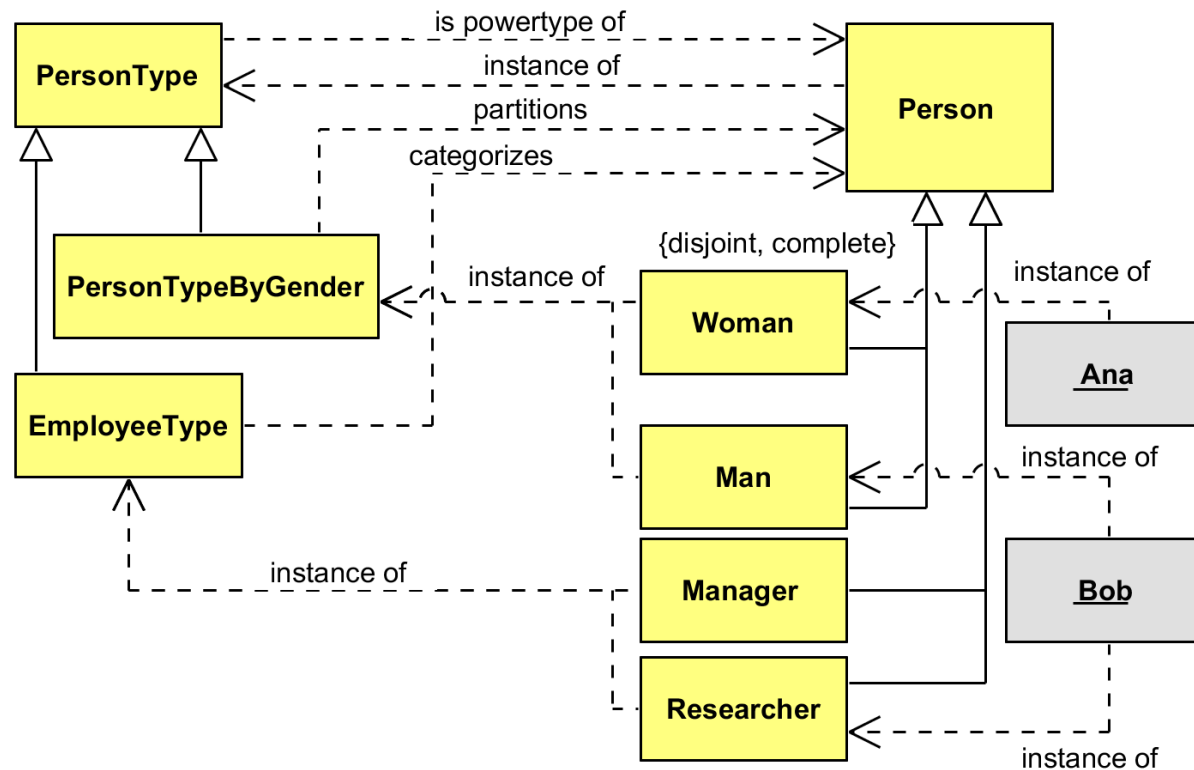 is powertype of
PersonType
instance of
Person
partitions
categorizes
{disjoint, complete}
PersonTypeByGender
instance of
Woman
instance of
Ana
EmployeeType
Man
instance of
instance of
Manager
Bob
Researcher
instance of